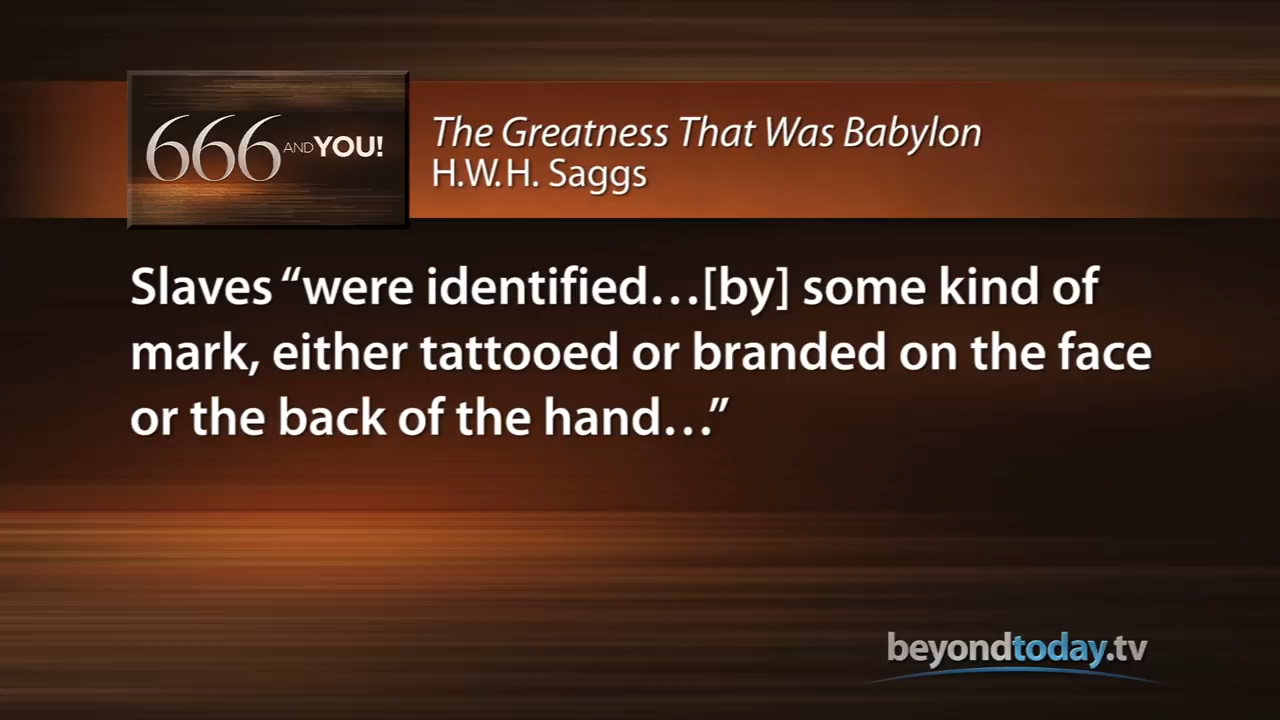 666 AND YOU!
The Greatness That Was Babylon
H.W.H. Saggs
Slaves “were identified…[by] some kind of
mark, either tattooed or branded on the face
or the back of the hand…”
beyondtoday.tv